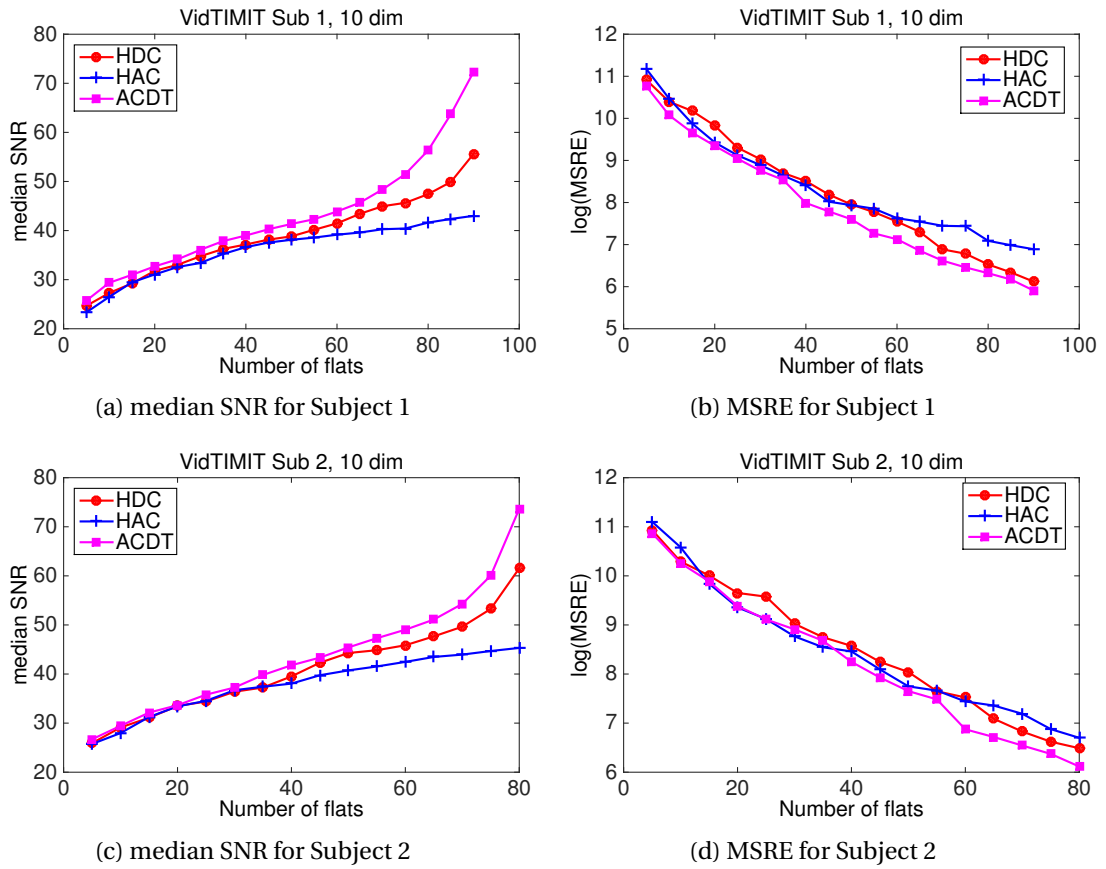 VidTIMIT Sub 1, 10 dim
80
70
60
50
40
30
20
median SNR
HDC
HAC
ACDT
0
20
40
60
80
100
Number of flats
(a) median SNR for Subject 1
VidTIMIT Sub 1, 10 dim
12
11
10
9
8
7
6
5
log(MSRE)
HDC
HAC
ACDT
0
20
40
60
80
100
Number of flats
(b) MSRE for Subject 1
VidTIMIT Sub 2, 10 dim
80
70
60
50
40
30
20
median SNR
HDC
HAC
ACDT
0
20
40
60
80
Number of flats
(c) median SNR for Subject 2
VidTIMIT Sub 2, 10 dim
12
11
10
9
8
7
6
log(MSRE)
HDC
HAC
ACDT
0
20
40
60
80
Number of flats
(d) MSRE for Subject 2